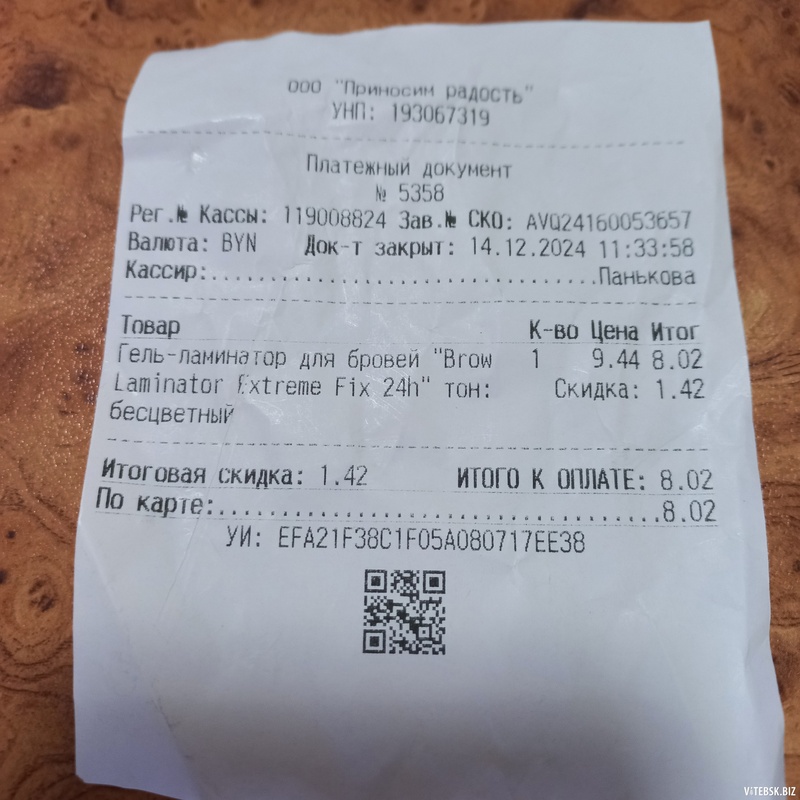 ООО "Приносим радость"
УНП: 193067319
Платежный документ
№ 5358
Рег.№ Кассы: 119008824 Зав.№ СКО: AVQ24160053657
Валюта: BYN Док-т закрыт: 14.12.2024 11:33:58
Кассир:..................................Панькова
Товар К-во Цена Итог
Гель-ламинатор для бровей "Brow 1 9.44 8.02
Laminator Extreme Fix 24h" тон: Скидка: 1.42
бесцветный
Итоговая скидка: 1.42 ИТОГО К ОПЛАТЕ: 8.02
По карте:....................................8.02
УИ: EFA21F38C1F05A080717EE38
VITEBSK.BIZ